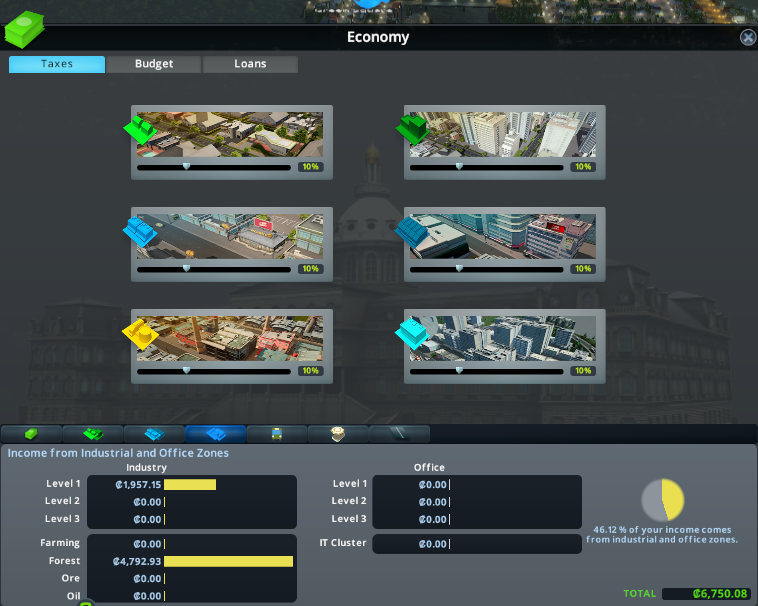 Economy
Taxes Budget Loans
10% 10%
10% 10%
10% 10%
Income from Industrial and Office Zones
Industry Office
Level 1 ₡1,957.15 Level 1 ₡0.00
Level 2 ₡0.00 Level 2 ₡0.00
Level 3 ₡0.00 Level 3 ₡0.00
Farming ₡0.00 IT Cluster ₡0.00
Forest ₡4,792.93
Ore ₡0.00
Oil ₡0.00
46.12 % of your income comes
from industrial and office zones.
TOTAL ₡6,750.08